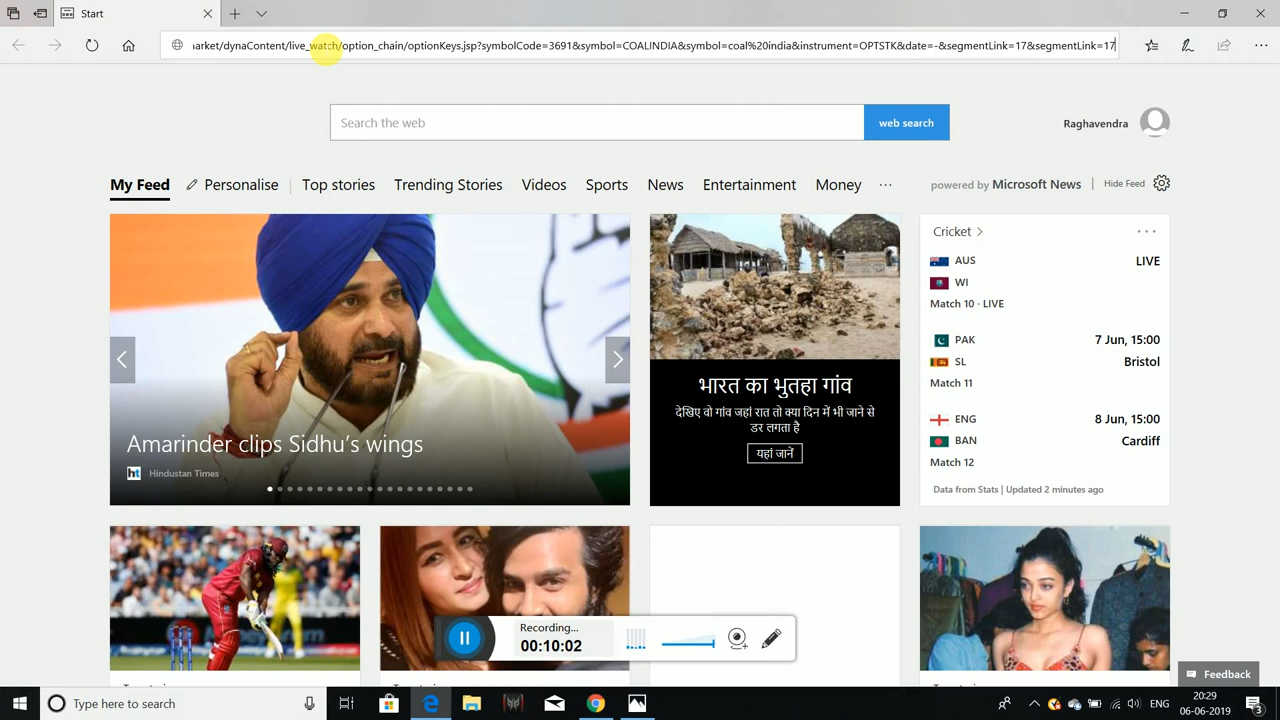 Start
arket/dynaContent/live_watch/option_chain/optionKeys.jsp?symbolCode=3691&symbol=COALINDIA&symbol=coal%20india&instrument=OPTSTK&date=-&segmentLink=17&segmentLink=17
Search the web
web search
Raghavendra
My Feed
Personalise
Top stories
Trending Stories
Videos
Sports
News
Entertainment
Money
powered by Microsoft News
Hide Feed
Amarinder clips Sidhu's wings
ht Hindustan Times
भारत का भुतहा गांव
देखिए वो गांव जहां रात तो क्या दिन में भी जाने से
डर लगता है
यहां जानें
Cricket
AUS LIVE
WI
Match 10 · LIVE
PAK 7 Jun, 15:00
SL Bristol
Match 11
ENG 8 Jun, 15:00
BAN Cardiff
Match 12
Data from Stats | Updated 2 minutes ago
Recording...
00:10:02
Feedback
Type here to search
ENG
20:29
06-06-2019
3